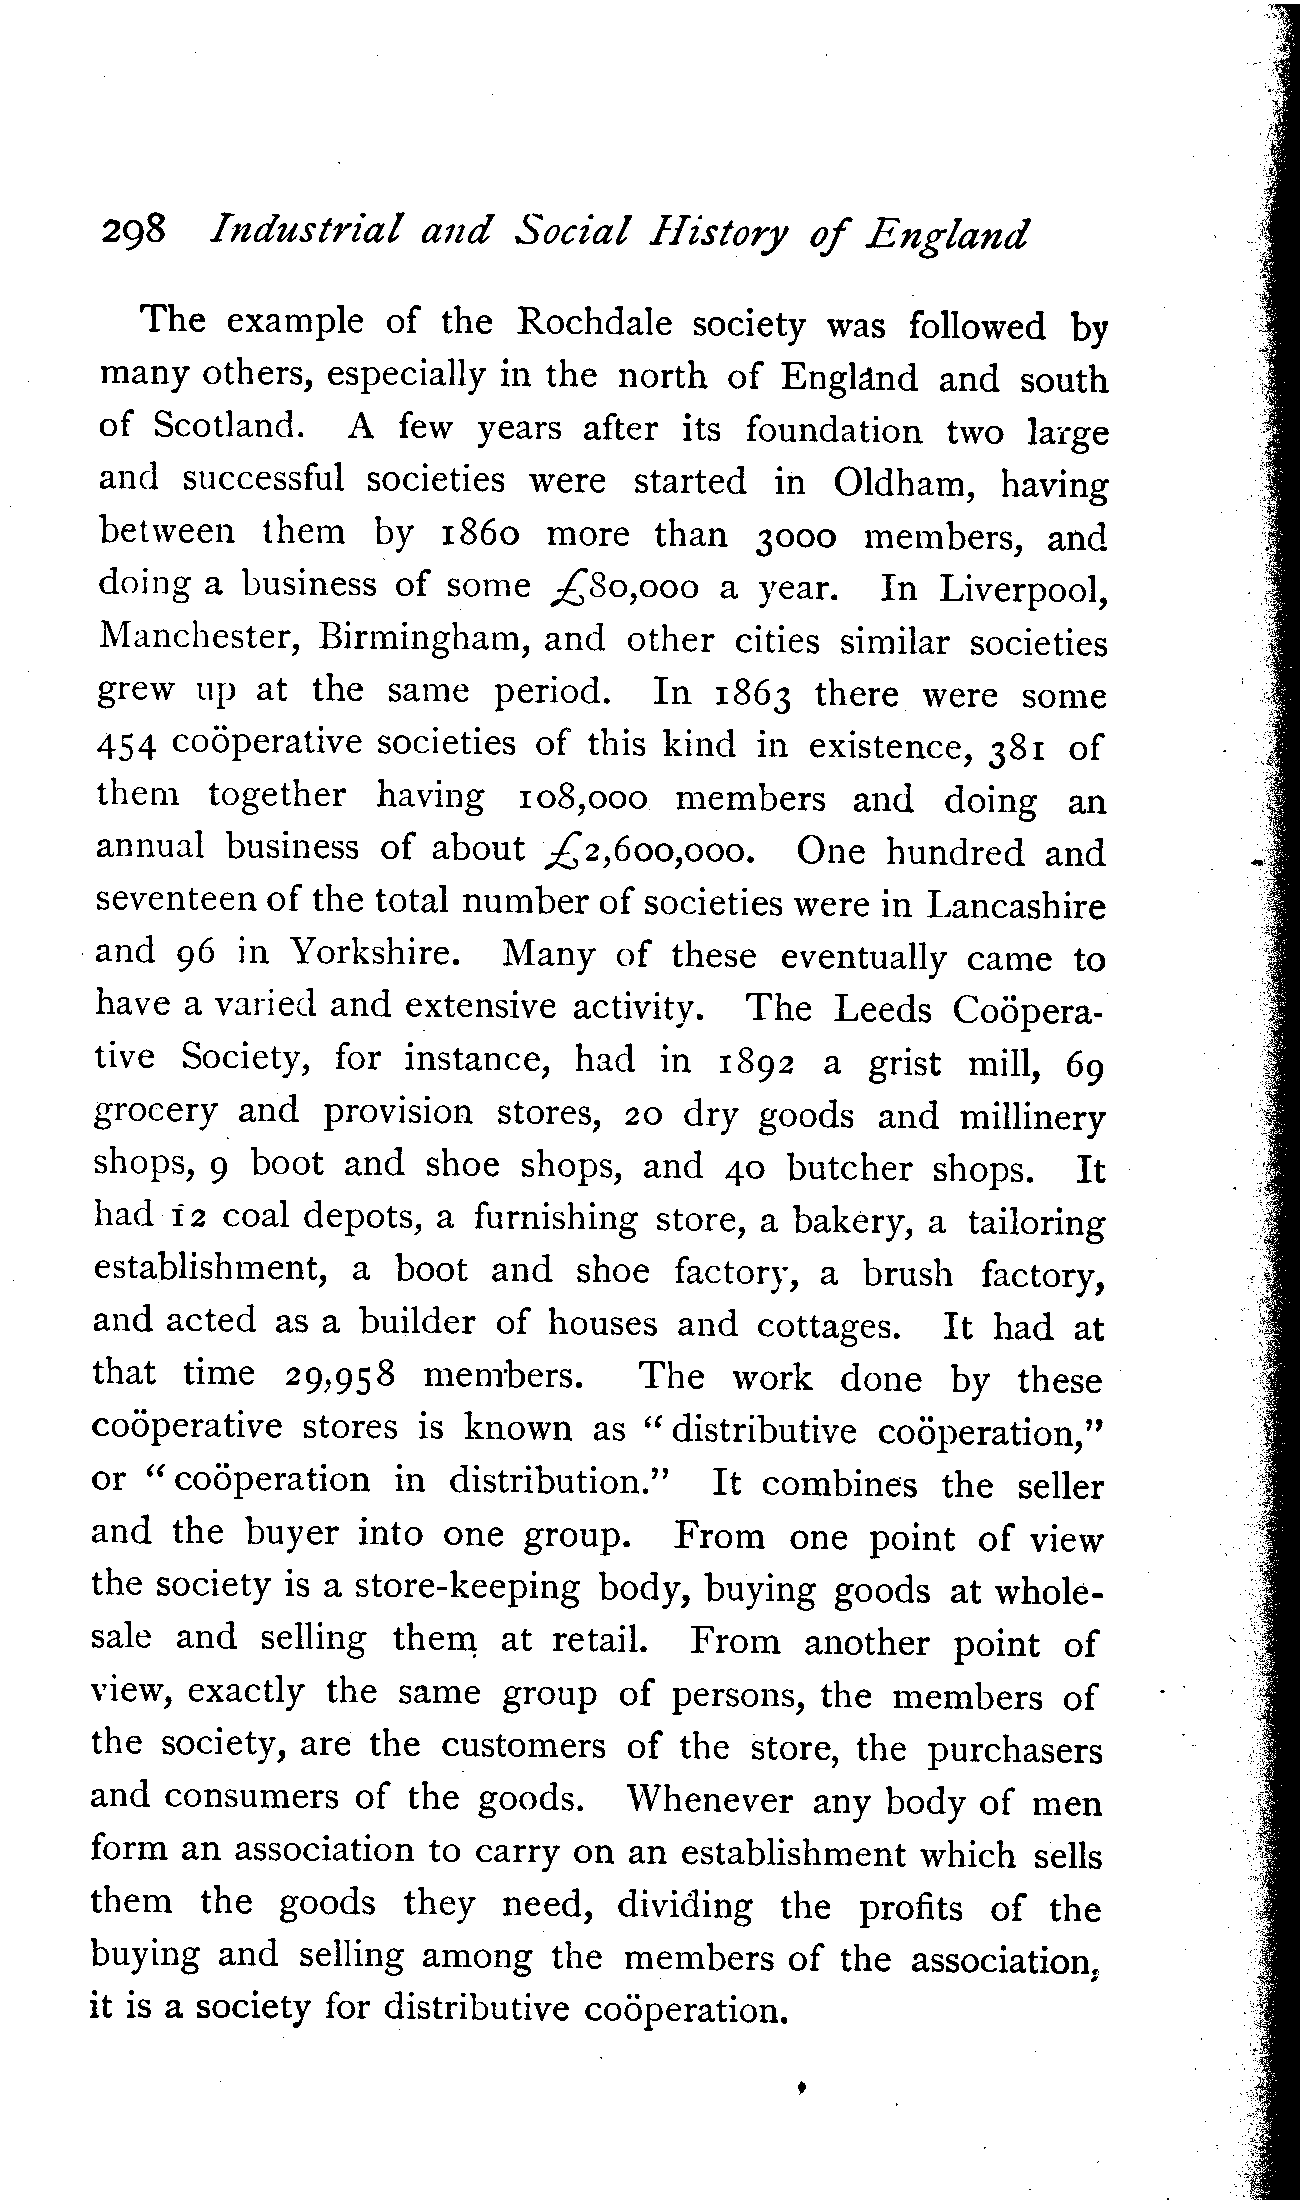 298 Industrial and Social History of England
The example of the Rochdale society was followed by
many others, especially in the north of England and south
of Scotland. A few years after its foundation two large
and successful societies were started in Oldham, having
between them by 1860 more than 3000 members, and
doing a business of some £80,000 a year. In Liverpool,
Manchester, Birmingham, and other cities similar societies
grew up at the same period. In 1863 there were some
454 coöperative societies of this kind in existence, 381 of
them together having 108,000 members and doing an
annual business of about £2,600,000. One hundred and
seventeen of the total number of societies were in Lancashire
and 96 in Yorkshire. Many of these eventually came to
have a varied and extensive activity. The Leeds Coöpera-
tive Society, for instance, had in 1892 a grist mill, 69
grocery and provision stores, 20 dry goods and millinery
shops, 9 boot and shoe shops, and 40 butcher shops. It
had 12 coal depots, a furnishing store, a bakery, a tailoring
establishment, a boot and shoe factory, a brush factory,
and acted as a builder of houses and cottages. It had at
that time 29,958 members. The work done by these
coöperative stores is known as “distributive coöperation,”
or “coöperation in distribution.” It combines the seller
and the buyer into one group. From one point of view
the society is a store-keeping body, buying goods at whole-
sale and selling them at retail. From another point of
view, exactly the same group of persons, the members of
the society, are the customers of the store, the purchasers
and consumers of the goods. Whenever any body of men
form an association to carry on an establishment which sells
them the goods they need, dividing the profits of the
buying and selling among the members of the association,
it is a society for distributive coöperation.